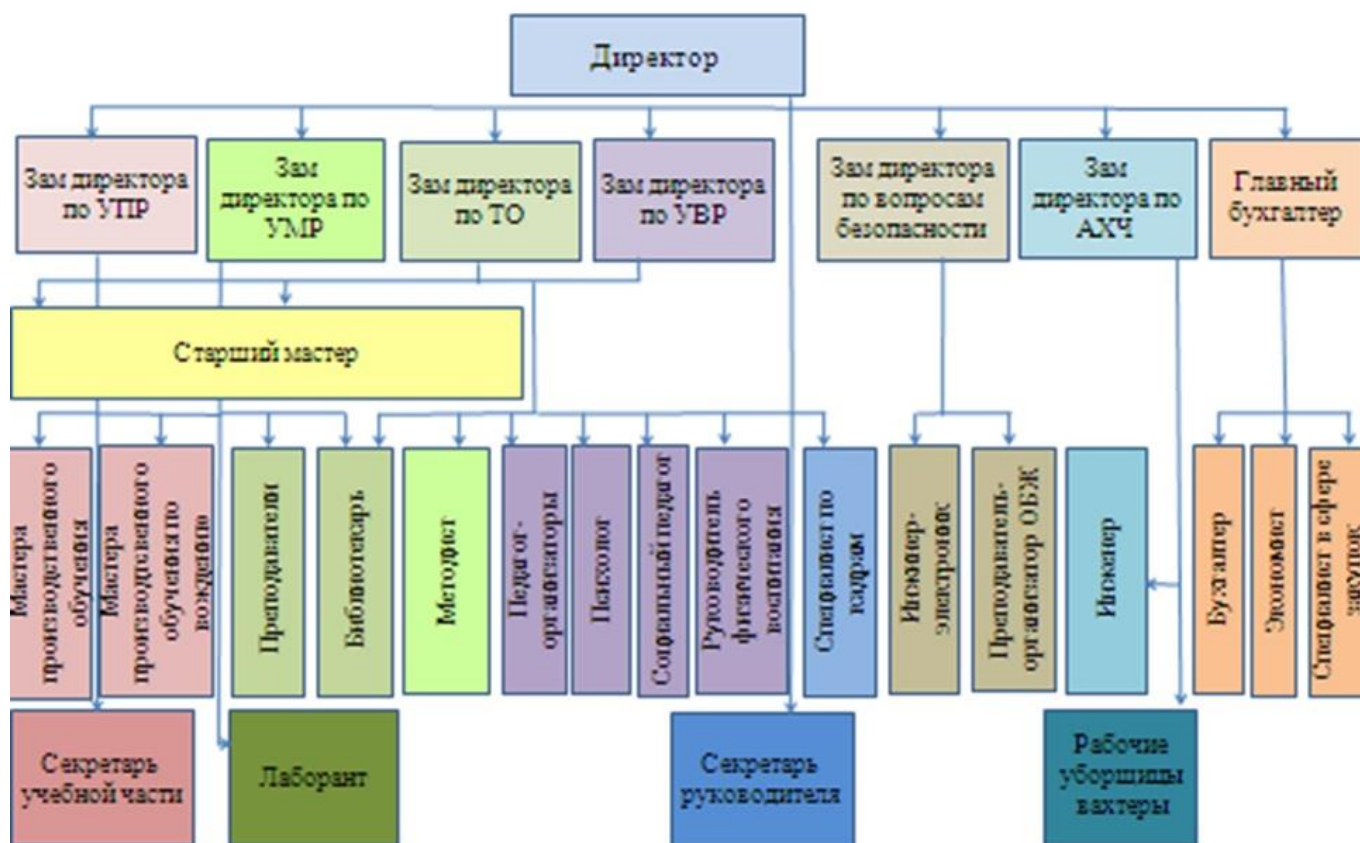 Директор
Зам директора
по УПР
Зам
директора по
УМР
Зам директора
по ТО
Зам директора
по УВР
Зам директора
по вопросам
безопасности
Зам
директора по
АХЧ
Главный
бухгалтер
Старший мастер
Мастера
производственного
обучения
Мастера
производственного
обучения по
вождению
Преподаватели
Библиотекарь
Методист
Педагог-
организаторы
Психолог
Социальный педагог
Руководитель
физического
воспитания
Специалист по
кадрам
Инженер-
электроник
Преподаватель-
организатор ОБЖ
Инженер
Бухгалтер
Экономист
Специалист в сфере
закупок
Секретарь
учебной части
Лаборант
Секретарь
руководителя
Рабочие
уборщицы
вахтеры